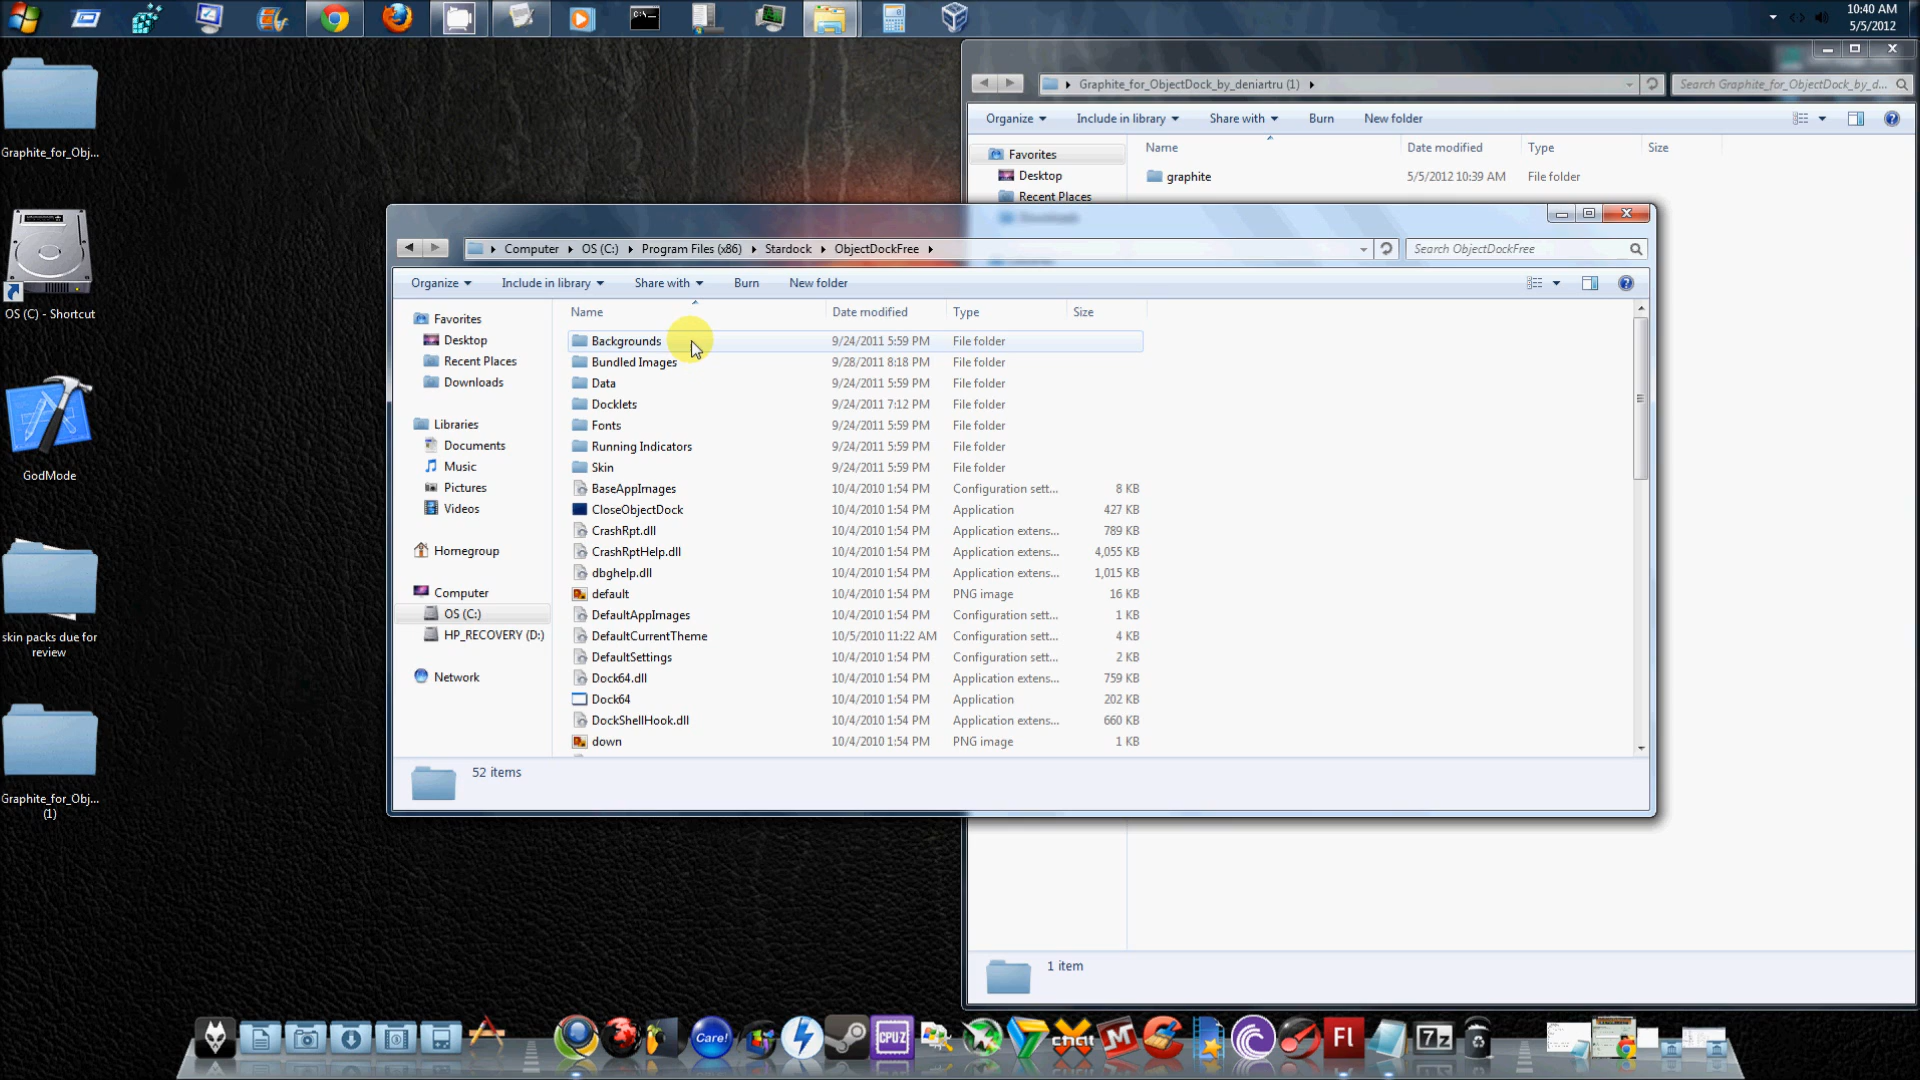 10:40 AM
5/5/2012
Graphite_for_Obj...
OS (C) - Shortcut
GodMode
skin packs due for
review
Graphite_for_Obj...
(1)
Graphite_for_ObjectDock_by_deniartru (1)
Search Graphite_for_ObjectDock_by_d...
Organize
Include in library
Share with
Burn
New folder
Favorites
Desktop
Recent Places
Downloads
Name
Date modified
Type
Size
graphite
5/5/2012 10:39 AM
File folder
1 item
Computer
OS (C:)
Program Files (x86)
Stardock
ObjectDockFree
Search ObjectDockFree
Organize
Include in library
Share with
Burn
New folder
Favorites
Desktop
Recent Places
Downloads
Libraries
Documents
Music
Pictures
Videos
Homegroup
Computer
OS (C:)
HP_RECOVERY (D:)
Network
Name Date modified Type Size
Backgrounds 9/24/2011 5:59 PM File folder
Bundled Images 9/28/2011 8:18 PM File folder
Data 9/24/2011 5:59 PM File folder
Docklets 9/24/2011 7:12 PM File folder
Fonts 9/24/2011 5:59 PM File folder
Running Indicators 9/24/2011 5:59 PM File folder
Skin 9/24/2011 5:59 PM File folder
BaseAppImages 10/4/2010 1:54 PM Configuration sett... 8 KB
CloseObjectDock 10/4/2010 1:54 PM Application 427 KB
CrashRpt.dll 10/4/2010 1:54 PM Application extens... 789 KB
CrashRptHelp.dll 10/4/2010 1:54 PM Application extens... 4,055 KB
dbghelp.dll 10/4/2010 1:54 PM Application extens... 1,015 KB
default 10/4/2010 1:54 PM PNG image 16 KB
DefaultAppImages 10/4/2010 1:54 PM Configuration sett... 1 KB
DefaultCurrentTheme 10/5/2010 11:22 AM Configuration sett... 4 KB
DefaultSettings 10/4/2010 1:54 PM Configuration sett... 2 KB
Dock64.dll 10/4/2010 1:54 PM Application extens... 759 KB
Dock64 10/4/2010 1:54 PM Application 202 KB
DockShellHook.dll 10/4/2010 1:54 PM Application extens... 660 KB
down 10/4/2010 1:54 PM PNG image 1 KB
52 items
Care!
CPUZ
chat
Fl
7z